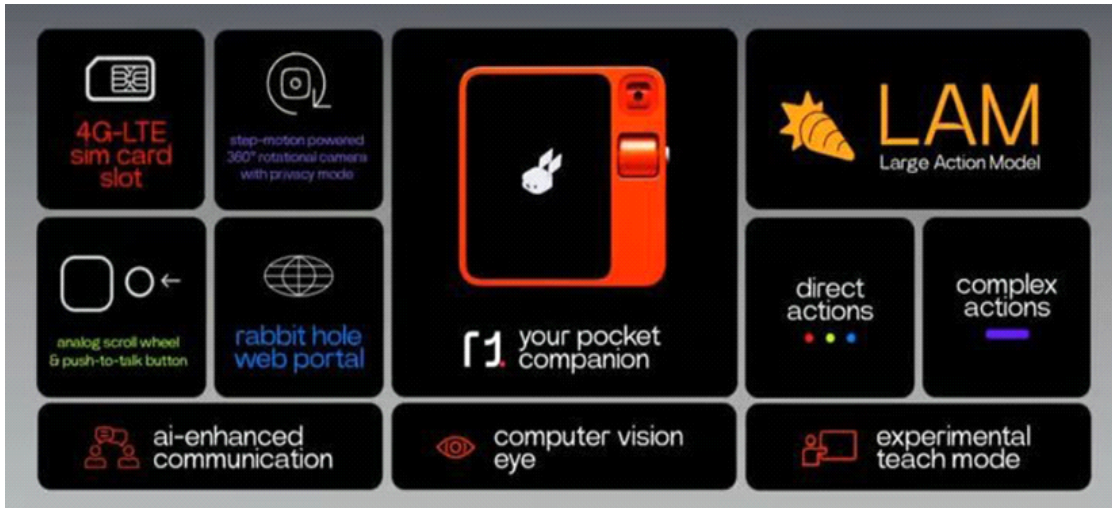 4G-LTE
sim card
slot
step-motion powered
360° rotational camera
with privacy mode
analog scroll wheel
& push-to-talk button
rabbit hole
web portal
r1. your pocket
companion
LAM
Large Action Model
direct
actions
complex
actions
ai-enhanced
communication
computer vision
eye
experimental
teach mode